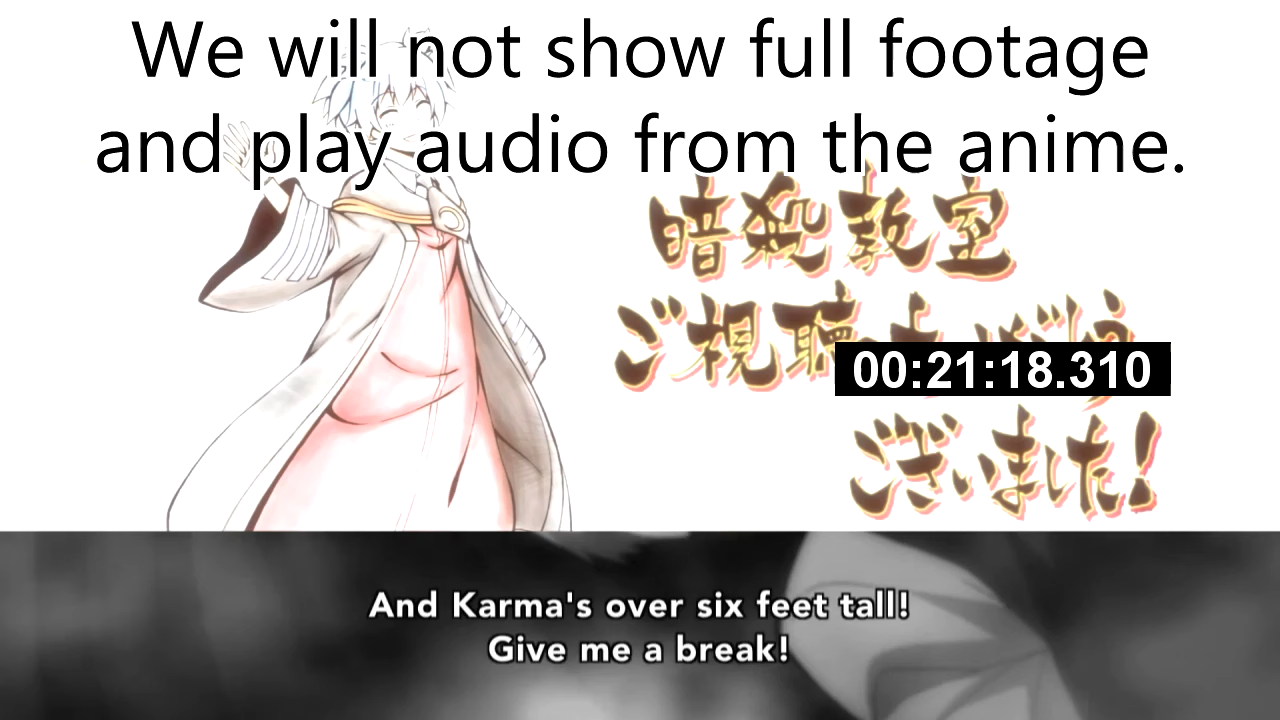 We will not show full footage
and play audio from the anime.
暗殺教室
ご視聴
00:21:18.310
ございました!
And Karma's over six feet tall!
Give me a break!